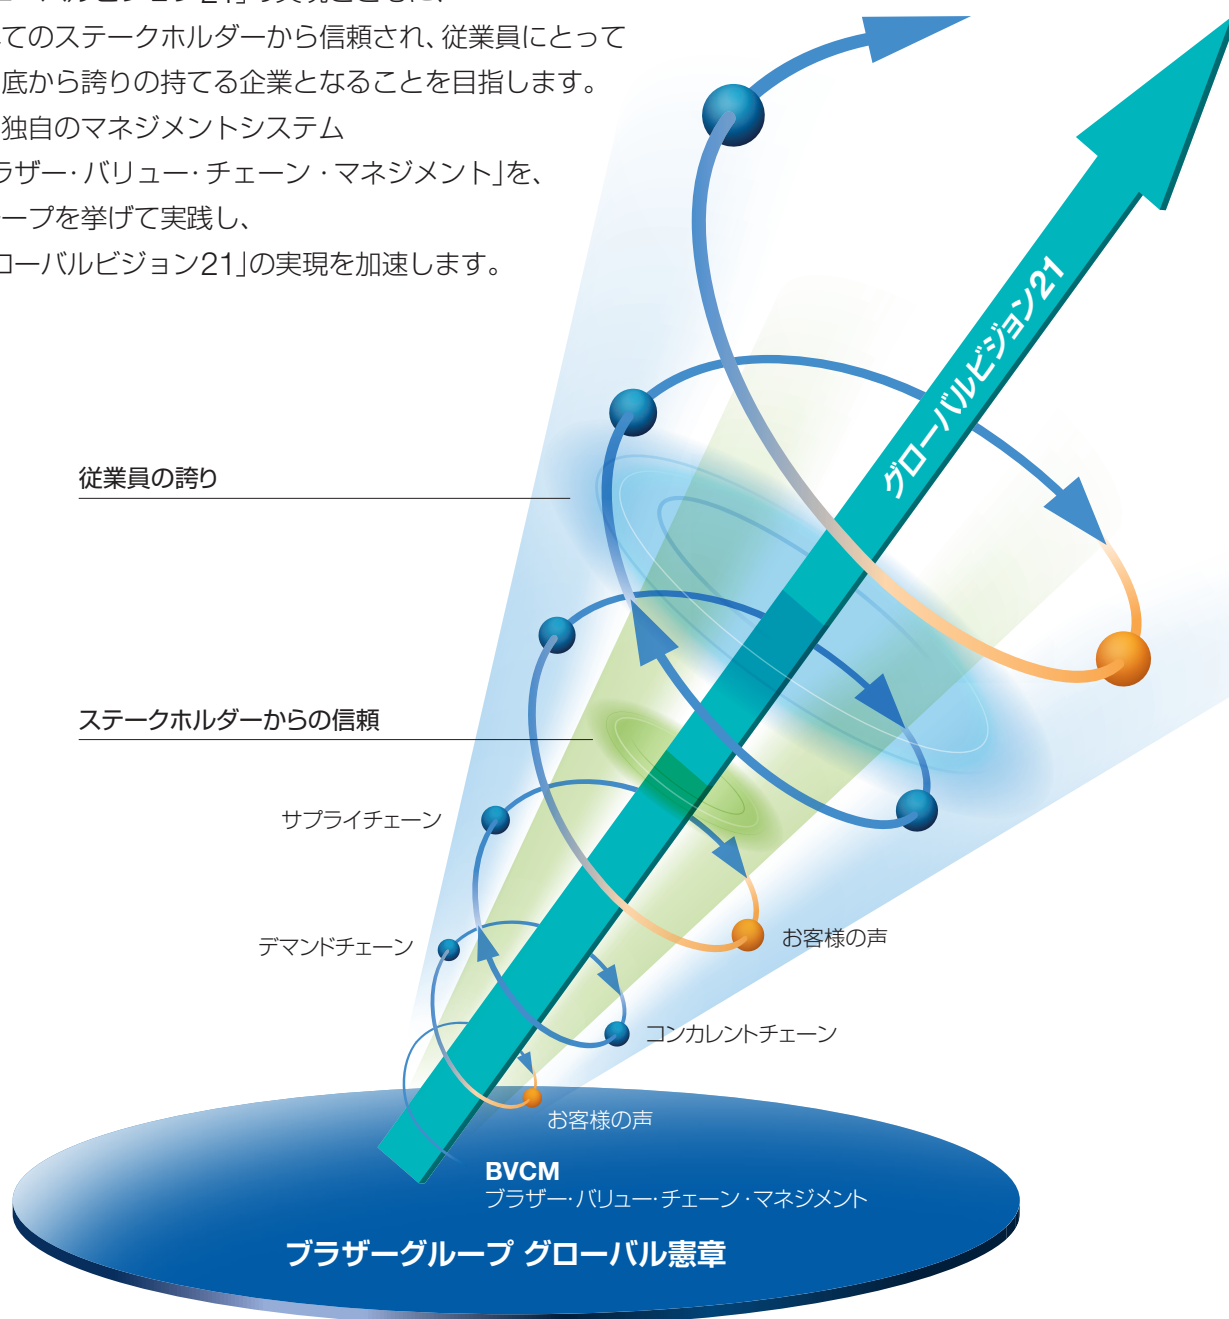 てのステークホルダーから信頼され、従業員にとって
底から誇りの持てる企業となることを目指します。
独自のマネジメントシステム
ラザー・バリュー・チェーン・マネジメント」を、
ープを挙げて実践し、
ローバルビジョン21」の実現を加速します。
グローバルビジョン21
従業員の誇り
ステークホルダーからの信頼
サプライチェーン
お客様の声
デマンドチェーン
コンカレントチェーン
お客様の声
BVCM
ブラザー・バリュー・チェーン・マネジメント
ブラザーグループ グローバル憲章